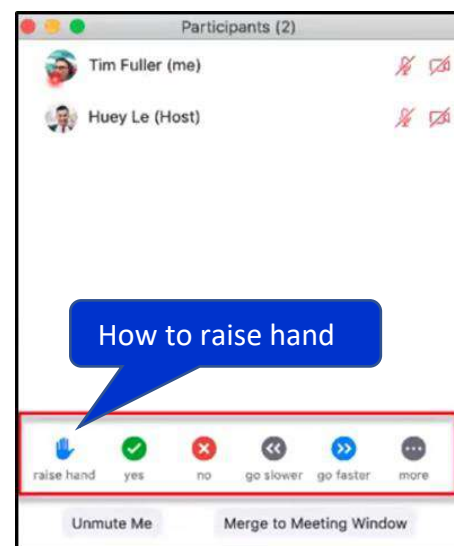 Participants (2)
Tim Fuller (me)
Huey Le (Host)
How to raise hand
raise hand yes no go slower go faster more
Unmute Me Merge to Meeting Window